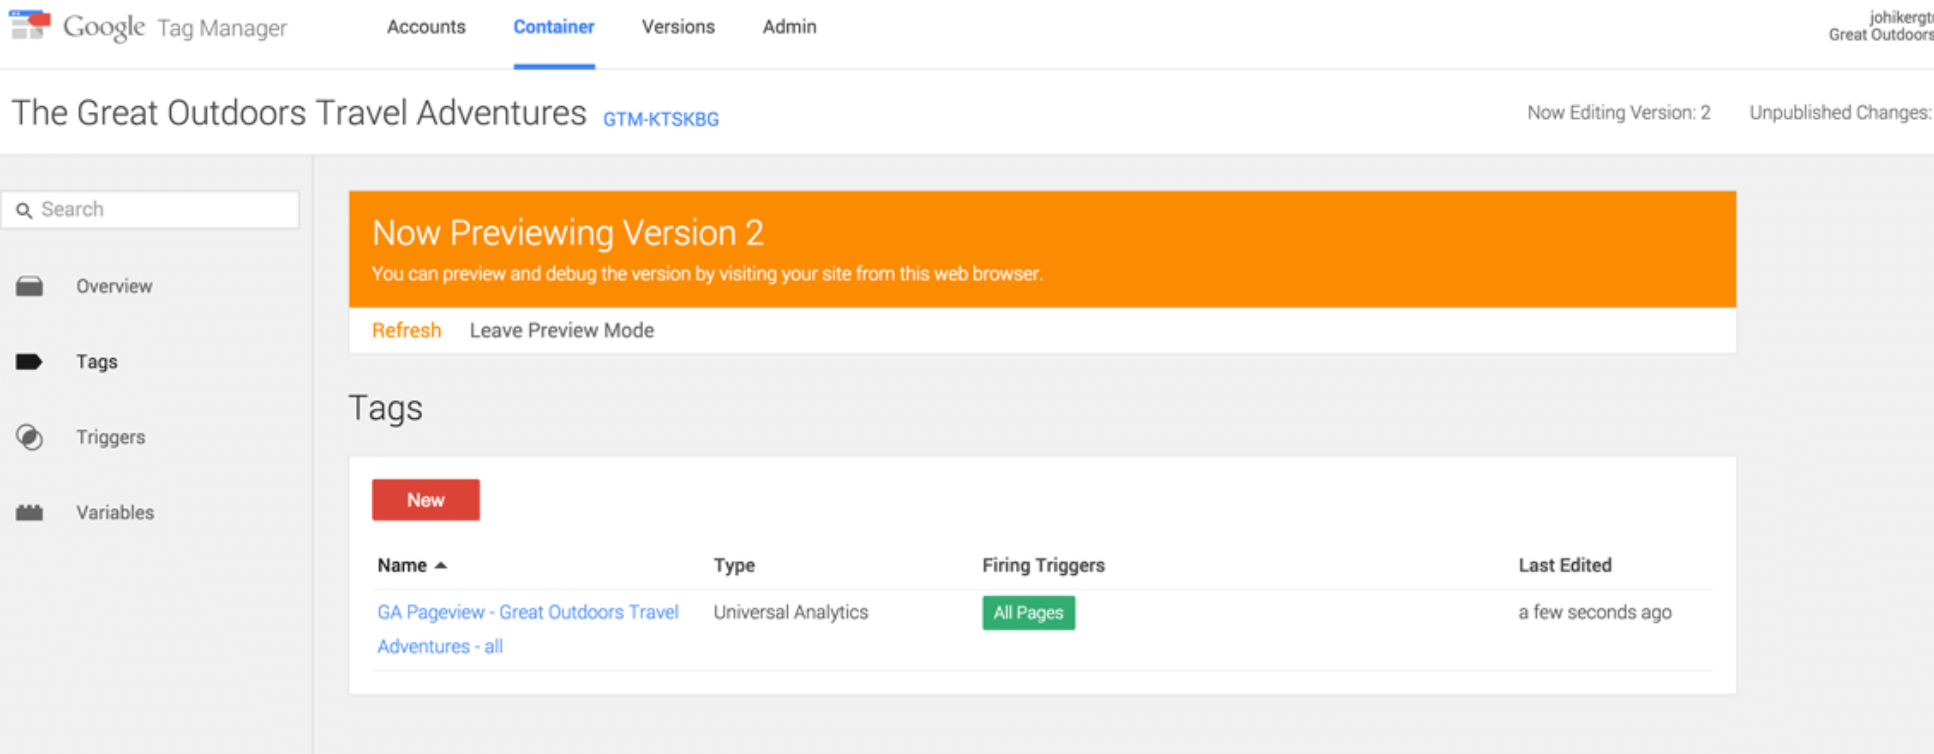 Google Tag Manager
Accounts
Container
Versions
Admin
johikergt
Great Outdoors
The Great Outdoors Travel Adventures GTM-KTSKBG
Now Editing Version: 2
Unpublished Changes:
Search
Overview
Tags
Triggers
Variables
Now Previewing Version 2
You can preview and debug the version by visiting your site from this web browser.
Refresh
Leave Preview Mode
Tags
New
Name
Type
Firing Triggers
Last Edited
GA Pageview - Great Outdoors Travel
Adventures - all
Universal Analytics
All Pages
a few seconds ago